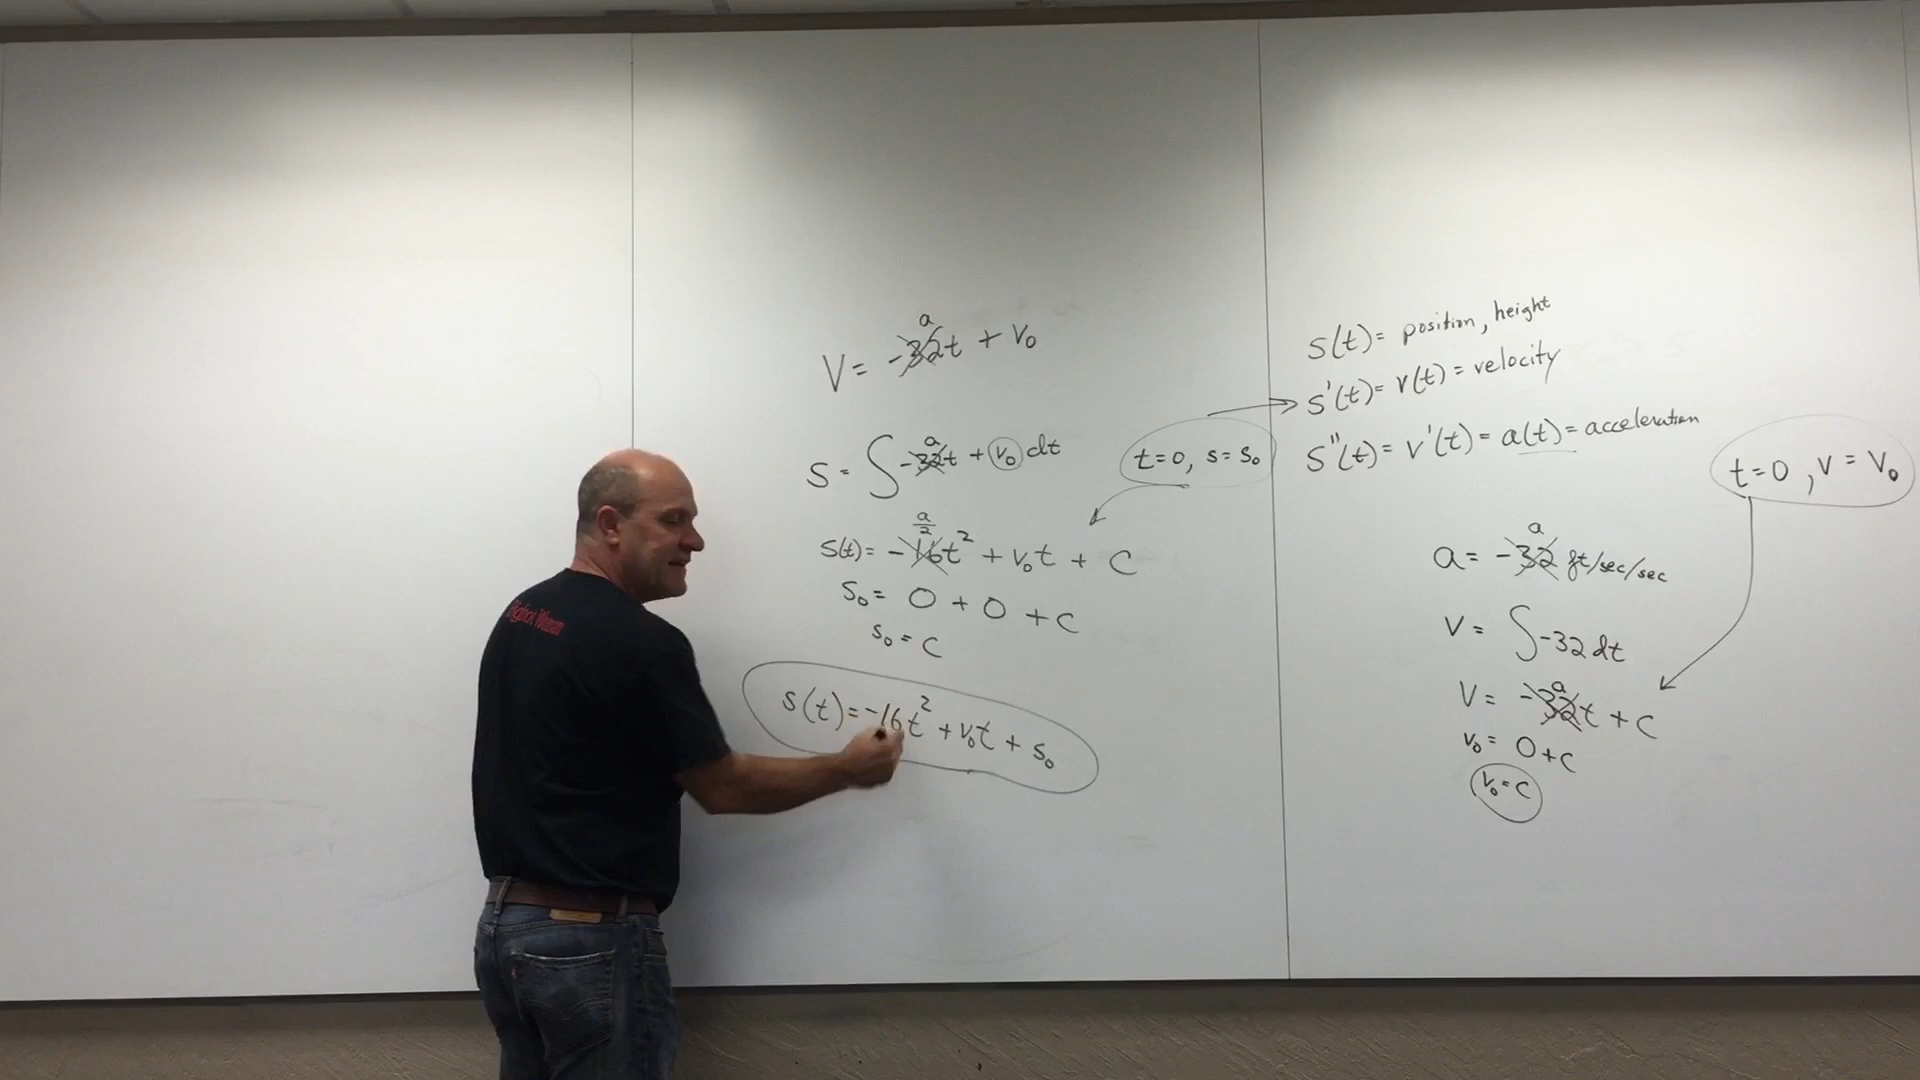 V = -32t + v₀
a
S = ∫ -32t + v₀ dt
a
t=0, s=s₀
s(t)= -16t² + v₀t + C
a/2
s₀ = 0 + 0 + C
s₀ = C
s(t)=-16t² + v₀t + s₀
s(t)= position, height
s'(t)= v(t) = velocity
s"(t)= v'(t)= a(t)= acceleration
t=0, v = v₀
a
a= -32 ft/sec/sec
V = ∫ -32 dt
a
V = -32t + C
v₀ = 0+C
v₀ = C